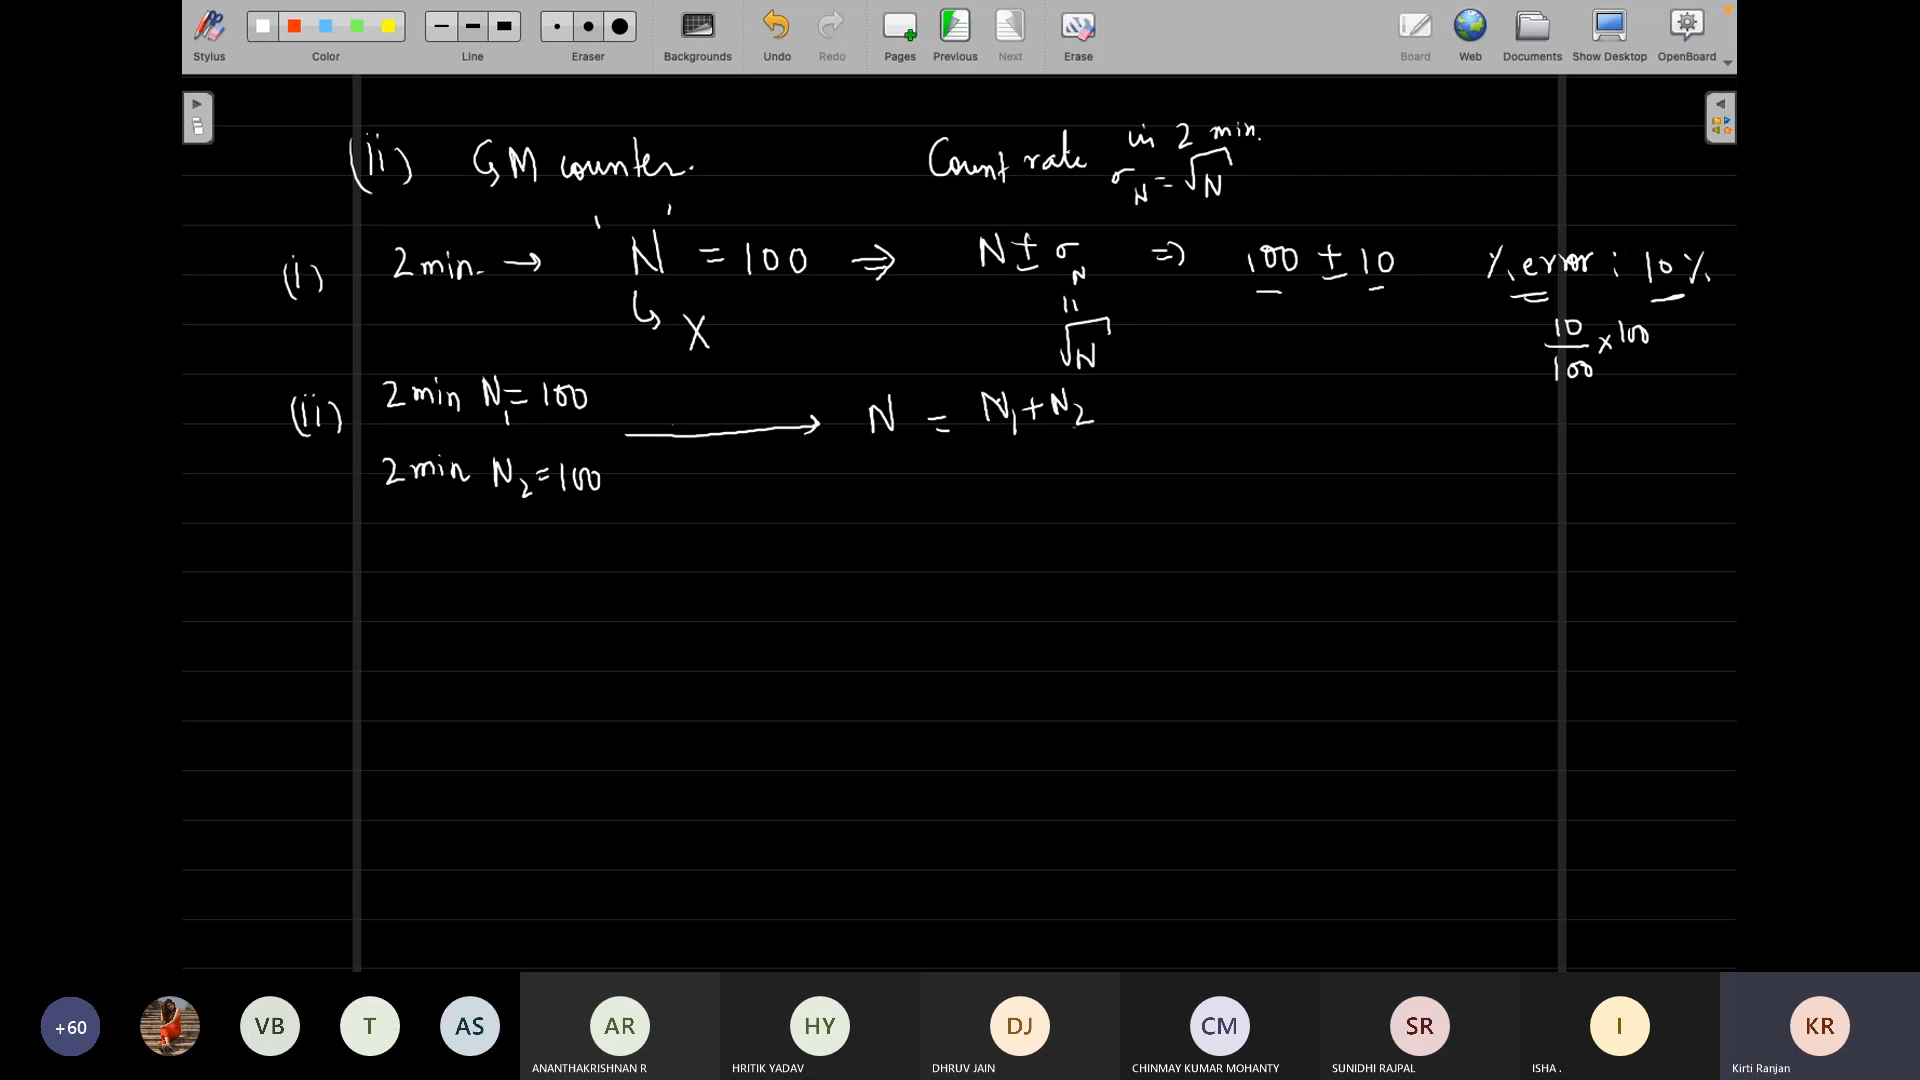 Stylus Color Line Eraser Backgrounds Undo Redo Pages Previous Next Erase Board Web Documents Show Desktop OpenBoard
(ii) GM counter. Count rate in 2 min.
σ_N = √N
(i) 2 min. → 'N' = 100 ⇒ N ± σ_N ⇒ 100 ± 10 % error : 10 %
↳ X = √N 10/100 × 100
(ii) 2 min N₁ = 100 → N = N₁ + N₂
2 min N₂ = 100
+60 VB T AS AR HY DJ CM SR I KR
ANANTHAKRISHNAN R HRITIK YADAV DHRUV JAIN CHINMAY KUMAR MOHANTY SUNIDHI RAJPAL ISHA . Kirti Ranjan